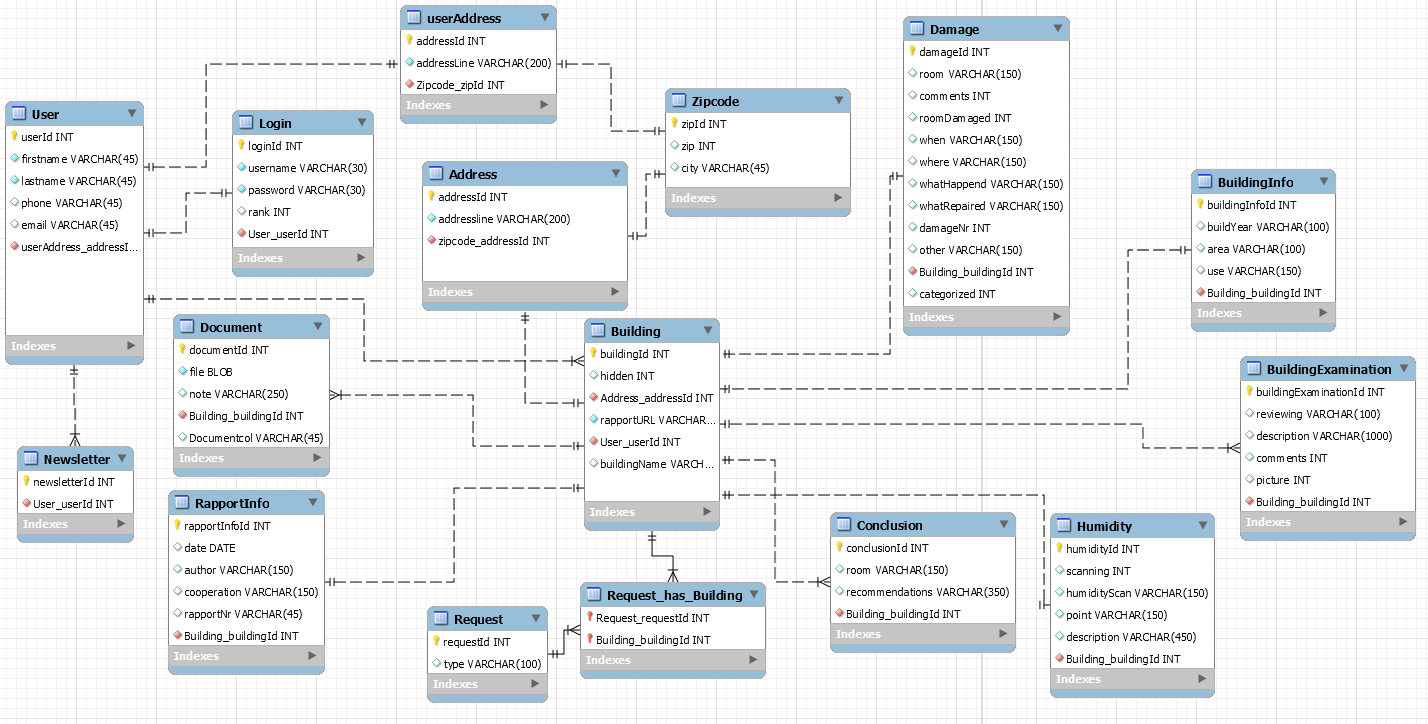 userAddress
addressId INT
addressLine VARCHAR(200)
Zipcode_zipId INT
Indexes
Damage
damageId INT
room VARCHAR(150)
comments INT
roomDamaged INT
when VARCHAR(150)
where VARCHAR(150)
whatHappend VARCHAR(150)
whatRepaired VARCHAR(150)
damageNr INT
other VARCHAR(150)
Building_buildingId INT
categorized INT
Indexes
User
userId INT
firstname VARCHAR(45)
lastname VARCHAR(45)
phone VARCHAR(45)
email VARCHAR(45)
userAddress_addressI...
Indexes
Login
loginId INT
username VARCHAR(30)
password VARCHAR(30)
rank INT
User_userId INT
Indexes
Zipcode
zipId INT
zip INT
city VARCHAR(45)
Indexes
Address
addressId INT
addressline VARCHAR(200)
zipcode_addressId INT
Indexes
BuildingInfo
buildingInfoId INT
buildYear VARCHAR(100)
area VARCHAR(100)
use VARCHAR(150)
Building_buildingId INT
Indexes
Document
documentId INT
file BLOB
note VARCHAR(250)
Building_buildingId INT
Documentcol VARCHAR(45)
Indexes
Building
buildingId INT
hidden INT
Address_addressId INT
rapportURL VARCHAR...
User_userId INT
buildingName VARCH...
Indexes
BuildingExamination
buildingExaminationId INT
reviewing VARCHAR(100)
description VARCHAR(1000)
comments INT
picture INT
Building_buildingId INT
Indexes
Newsletter
newsletterId INT
User_userId INT
Indexes
RapportInfo
rapportInfoId INT
date DATE
author VARCHAR(150)
cooperation VARCHAR(150)
rapportNr VARCHAR(45)
Building_buildingId INT
Indexes
Conclusion
conclusionId INT
room VARCHAR(150)
recommendations VARCHAR(350)
Building_buildingId INT
Indexes
Humidity
humidityId INT
scanning INT
humidityScan VARCHAR(150)
point VARCHAR(150)
description VARCHAR(450)
Building_buildingId INT
Indexes
Request
requestId INT
type VARCHAR(100)
Indexes
Request_has_Building
Request_requestId INT
Building_buildingId INT
Indexes